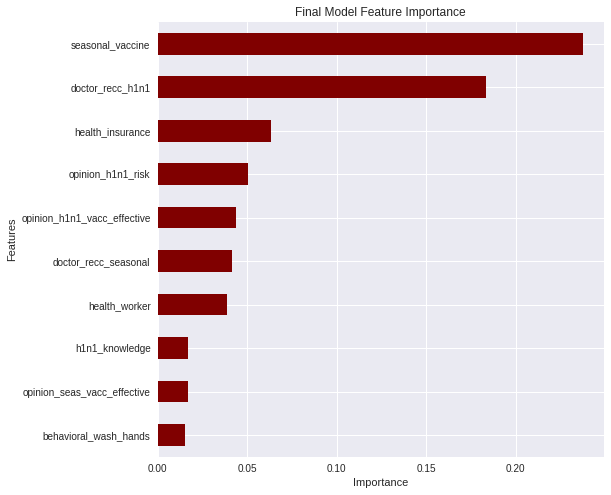 Final Model Feature Importance
Features
seasonal_vaccine
doctor_recc_h1n1
health_insurance
opinion_h1n1_risk
opinion_h1n1_vacc_effective
doctor_recc_seasonal
health_worker
h1n1_knowledge
opinion_seas_vacc_effective
behavioral_wash_hands
0.00 0.05 0.10 0.15 0.20
Importance